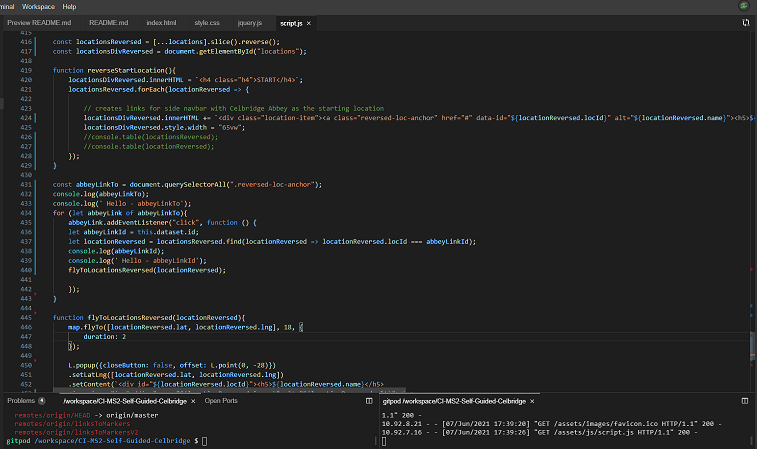 minal Workspace Help
Preview README.md README.md index.html style.css jquery.js script.js ×
415
416 const locationsReversed = [...locations].slice().reverse();
417 const locationsDivReversed = document.getElementById("locations");
418
419 function reverseStartLocation(){
420 locationsDivReversed.innerHTML = `<h4 class="h4">START</h4>`;
421 locationsReversed.forEach(locationReversed => {
422
423 // creates links for side navbar with Celbridge Abbey as the starting location
424 locationsDivReversed.innerHTML += `<div class="location-item"><a class="reversed-loc-anchor" href="#" data-id="${locationReversed.locId}" alt="${locationReversed.name}"><h5>$
425 locationsDivReversed.style.width = "65vw";
426 //console.table(locationsReversed);
427 //console.table(locationReversed);
428 });
429 }
430
431 const abbeyLinkTo = document.querySelectorAll(".reversed-loc-anchor");
432 console.log(abbeyLinkTo);
433 console.log(' Hello - abbeyLinkTo');
434 for (let abbeyLink of abbeyLinkTo){
435 abbeyLink.addEventListener("click", function () {
436 let abbeyLinkId = this.dataset.id;
437 let locationReversed = locationsReversed.find(locationReversed => locationReversed.locId === abbeyLinkId);
438 console.log(abbeyLinkId);
439 console.log(' Hello - abbeyLinkId');
440 flyToLocationsReversed(locationReversed);
441
442 });
443 }
444
445 function flyToLocationsReversed(locationReversed){
446 map.flyTo([locationReversed.lat, locationReversed.lng], 18, {
447 duration: 2
448 });
449
450 L.popup({closeButton: false, offset: L.point(0, -20)})
451 .setLatLng([locationReversed.lat, locationReversed.lng])
452 .setContent(`<div id="${locationReversed.locId}"><h5>${locationReversed.name}</h5>
Problems 4 /workspace/CI-MS2-Self-Guided-Celbridge × Open Ports
remotes/origin/HEAD -> origin/master
remotes/origin/linksToMarkers
remotes/origin/linksToMarkersV2
gitpod /workspace/CI-MS2-Self-Guided-Celbridge $
gitpod /workspace/CI-MS2-Self-Guided-Celbridge ×
1.1" 200 -
10.92.8.21 - - [07/Jun/2021 17:39:20] "GET /assets/images/favicon.ico HTTP/1.1" 200 -
10.92.7.16 - - [07/Jun/2021 17:39:26] "GET /assets/js/script.js HTTP/1.1" 200 -